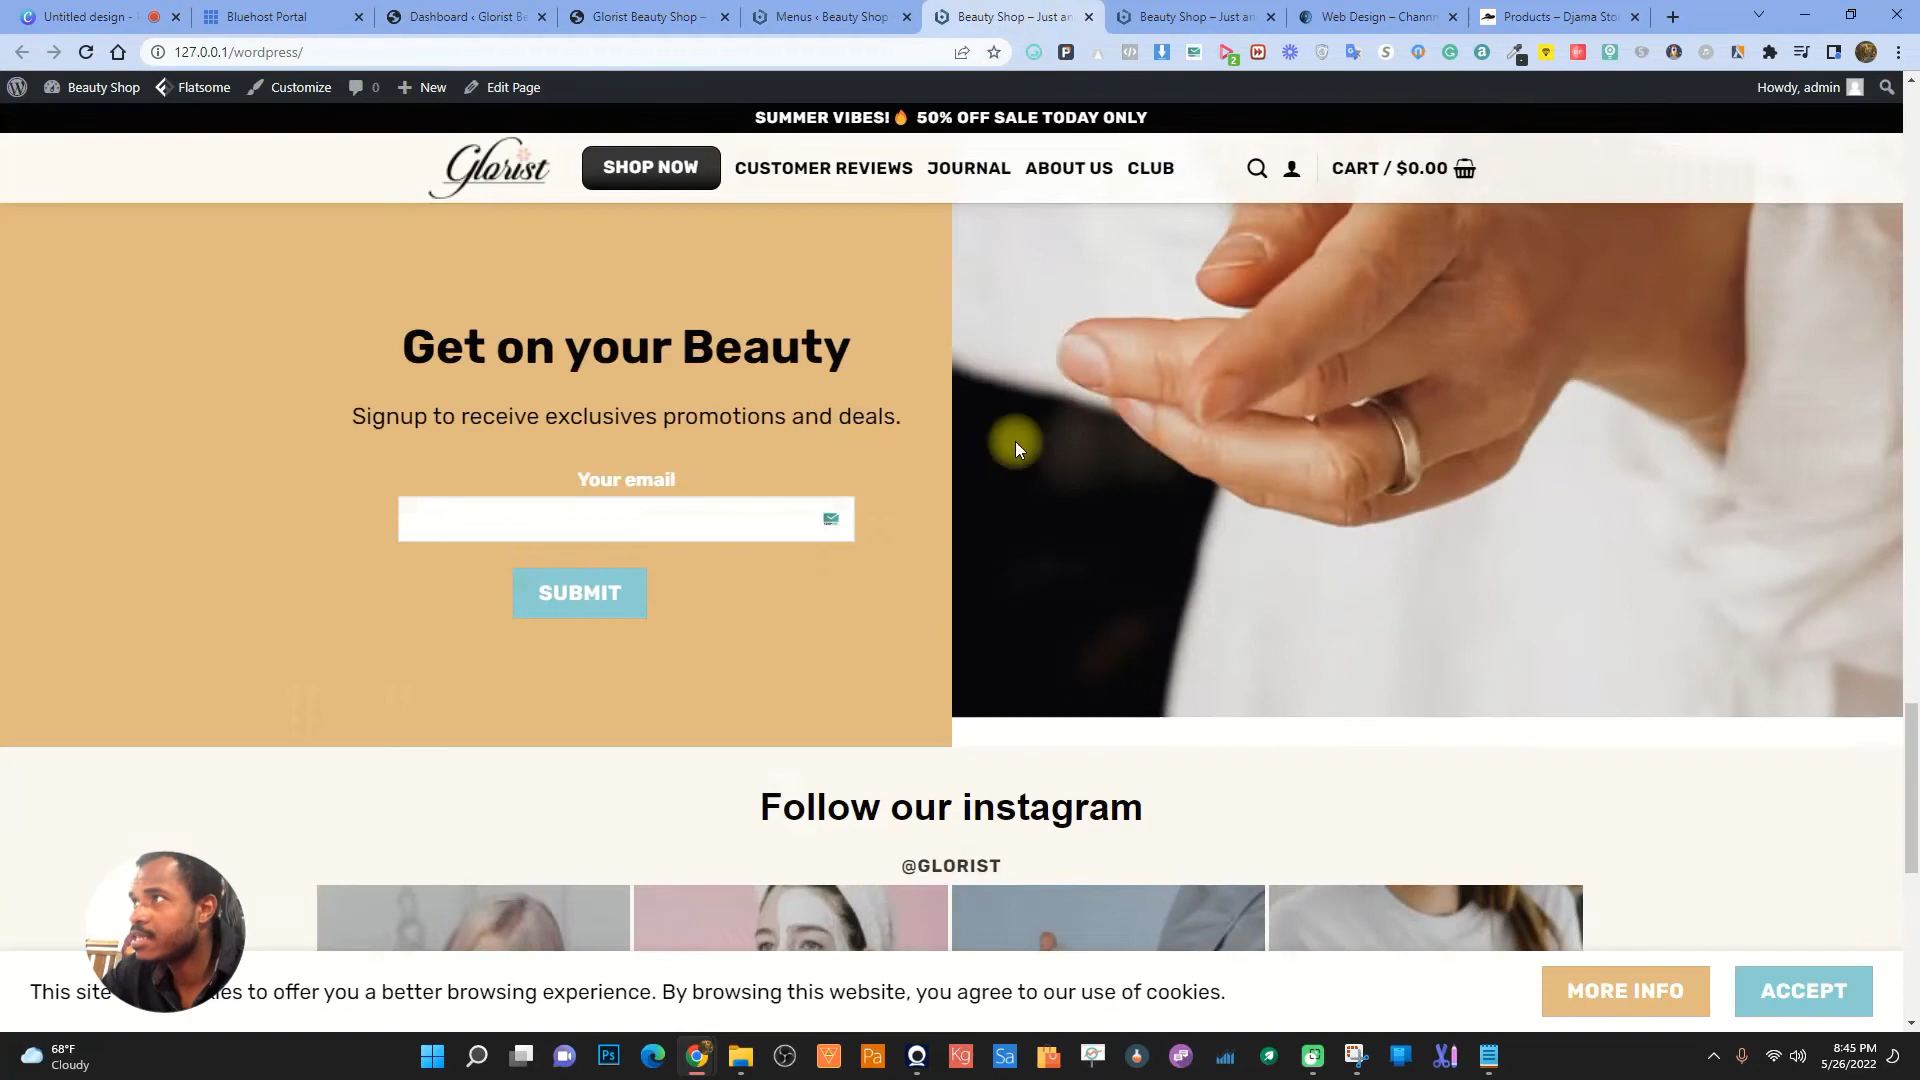 Untitled design -
Bluehost Portal
Dashboard ‹ Glorist Be
Glorist Beauty Shop –
Menus ‹ Beauty Shop
Beauty Shop – Just an
Beauty Shop – Just an
Web Design – Channm
Products – Djama Sto
127.0.0.1/wordpress/
Beauty Shop
Flatsome
Customize
0
New
Edit Page
Howdy, admin
SUMMER VIBES!🔥 50% OFF SALE TODAY ONLY
Glorist
SHOP NOW
CUSTOMER REVIEWS
JOURNAL
ABOUT US
CLUB
CART / $0.00
Get on your Beauty
Signup to receive exclusives promotions and deals.
Your email
SUBMIT
Follow our instagram
@GLORIST
This site es to offer you a better browsing experience. By browsing this website, you agree to our use of cookies.
MORE INFO
ACCEPT
68°F
Cloudy
8:45 PM
5/26/2022